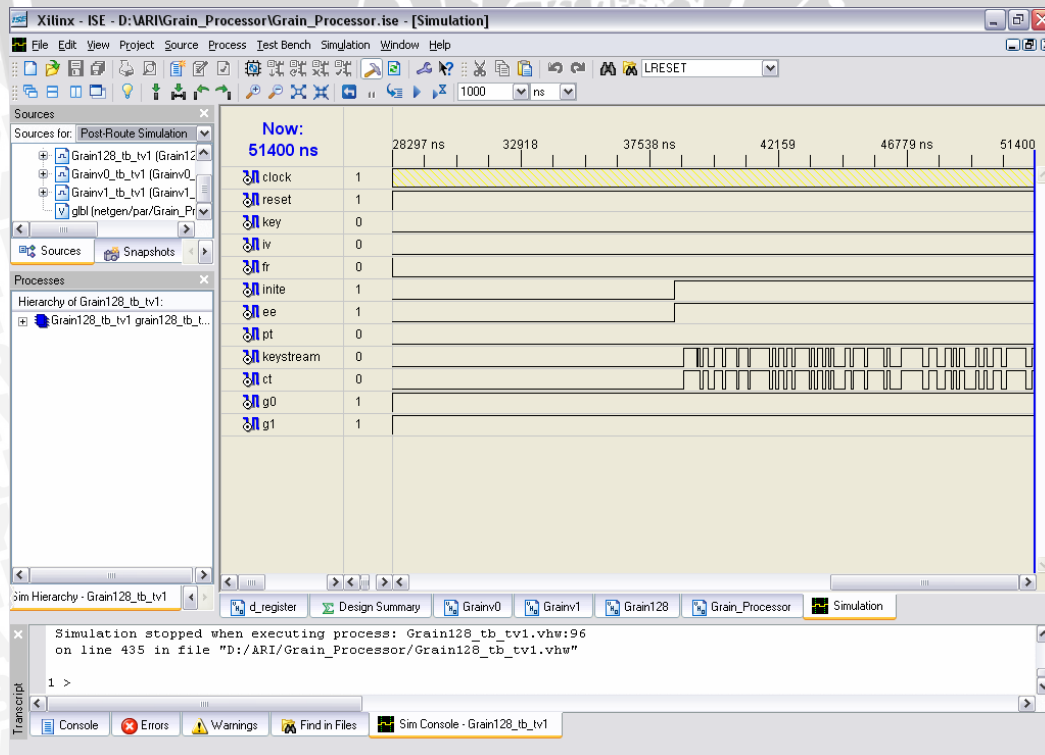 Xilinx - ISE - D:\ARI\Grain_Processor\Grain_Processor.ise - [Simulation]
File Edit View Project Source Process Test Bench Simulation Window Help
LRESET
1000 ns
Sources
Sources for: Post-Route Simulation
Grain128_tb_tv1 (Grain12
Grainv0_tb_tv1 (Grainv0_
Grainv1_tb_tv1 (Grainv1_
glbl (netgen/par/Grain_Pr
Sources Snapshots
Processes
Hierarchy of Grain128_tb_tv1:
Grain128_tb_tv1 grain128_tb_t...
Sim Hierarchy - Grain128_tb_tv1
Now:
51400 ns
28297 ns 32918 37538 ns 42159 46779 ns 51400
clock 1
reset 1
key 0
iv 0
fr 0
inite 1
ee 1
pt 0
keystream 0
ct 0
g0 1
g1 1
d_register Design Summary Grainv0 Grainv1 Grain128 Grain_Processor Simulation
Simulation stopped when executing process: Grain128_tb_tv1.vhw:96
on line 435 in file "D:/ARI/Grain_Processor/Grain128_tb_tv1.vhw"
1 >
Transcript
Console Errors Warnings Find in Files Sim Console - Grain128_tb_tv1